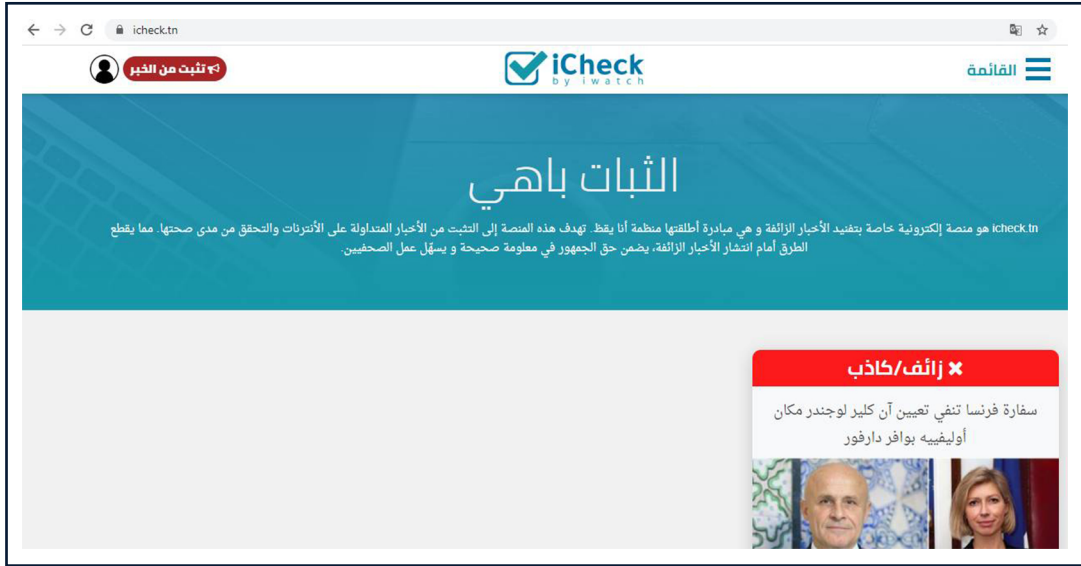 icheck.tn
القائمة
iCheck
by iwatch
تثبت من الخبر
الثبات باهي
icheck.tn هو منصة إلكترونية خاصة بتفنيد الأخبار الزائفة و هي مبادرة أطلقتها منظمة أنا يقظ. تهدف هذه المنصة إلى التثبت من الأخبار المتداولة على الأنترنات والتحقق من مدى صحتها. مما يقطع
الطرق أمام انتشار الأخبار الزائفة، يضمن حق الجمهور في معلومة صحيحة و يسهّل عمل الصحفيين.
زائف/كاذب
سفارة فرنسا تنفي تعيين آن كلير لوجندر مكان
أوليفييه بوافر دارفور